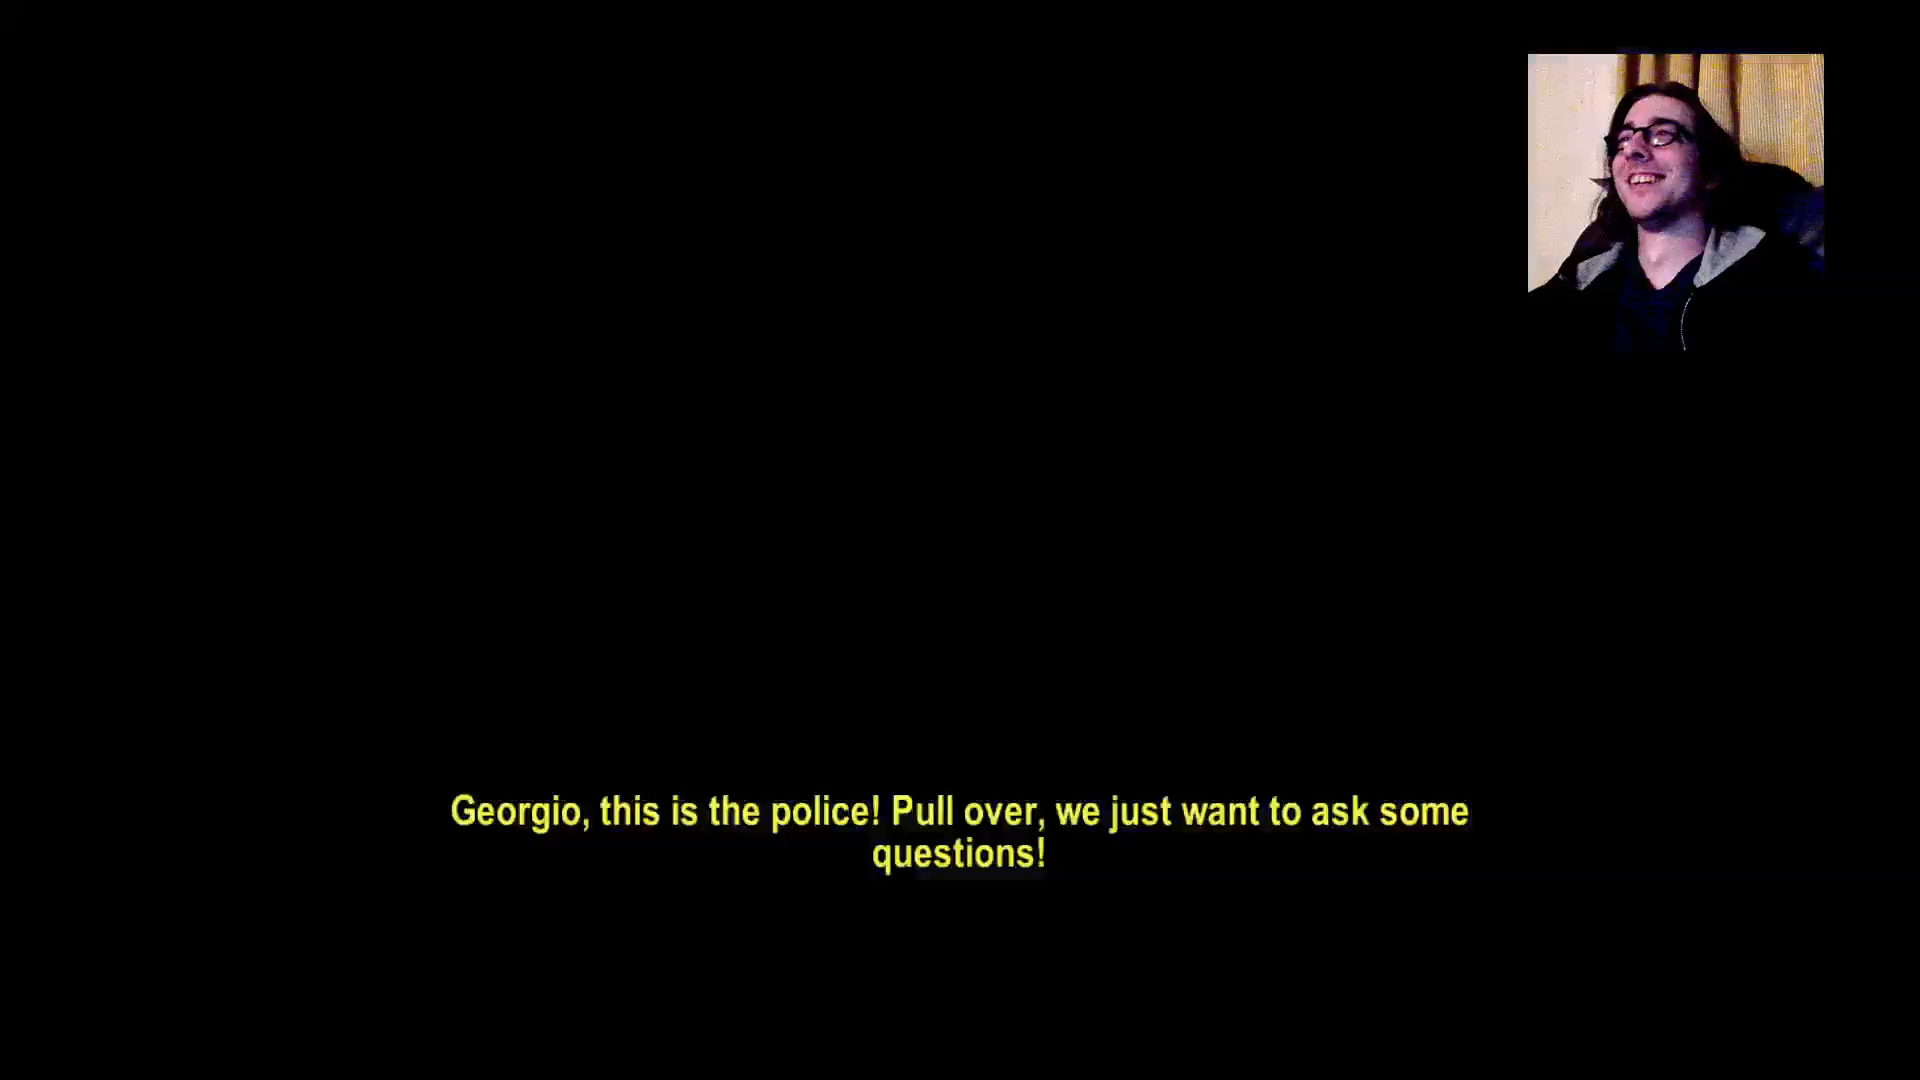 Georgio, this is the police! Pull over, we just want to ask some
questions!